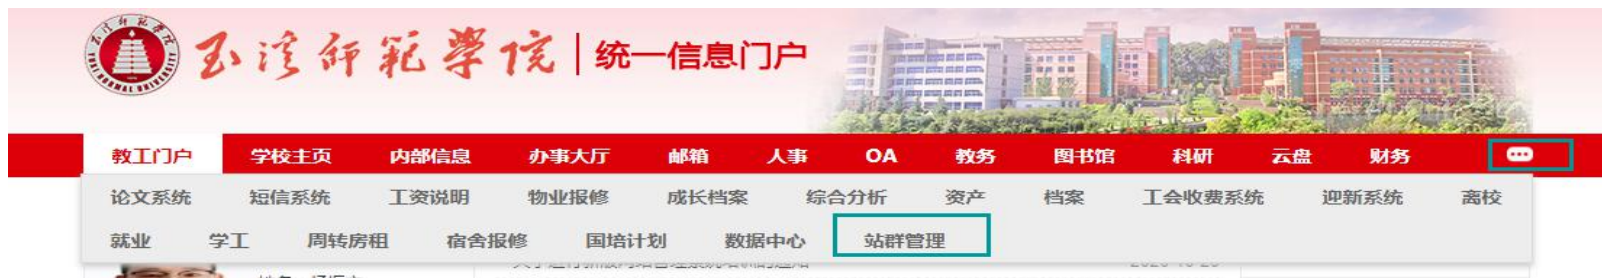 玉溪师范学院 统一信息门户
教工门户 学校主页 内部信息 办事大厅 邮箱 人事 OA 教务 图书馆 科研 云盘 财务
论文系统 短信系统 工资说明 物业报修 成长档案 综合分析 资产 档案 工会收费系统 迎新系统 离校
就业 学工 周转房租 宿舍报修 国培计划 数据中心 站群管理